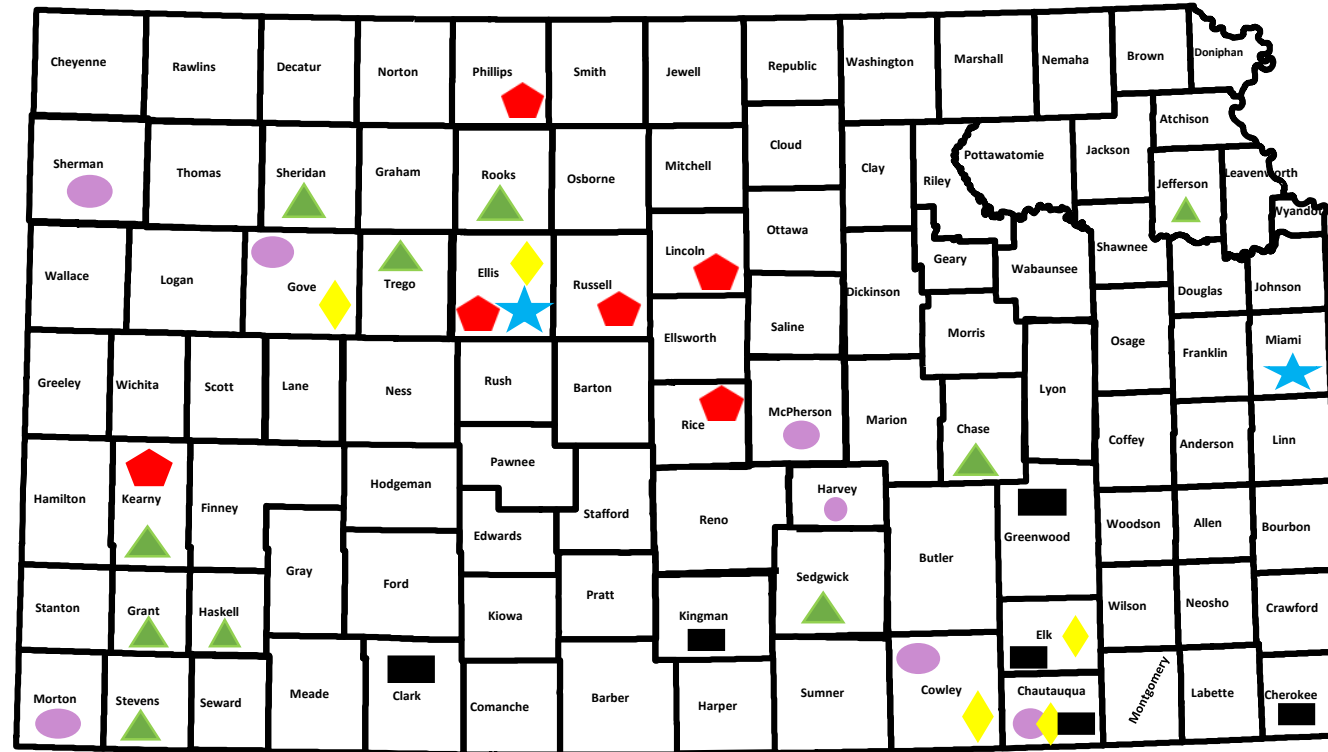 Cheyenne
Rawlins
Decatur
Norton
Phillips
Smith
Jewell
Republic
Washington
Marshall
Nemaha
Brown
Doniphan
Sherman
Thomas
Sheridan
Graham
Rooks
Osborne
Mitchell
Cloud
Clay
Riley
Pottawatomie
Jackson
Atchison
Jefferson
Leavenworth
Wyandot
Wallace
Logan
Gove
Trego
Ellis
Russell
Lincoln
Ottawa
Dickinson
Geary
Wabaunsee
Shawnee
Douglas
Johnson
Greeley
Wichita
Scott
Lane
Ness
Rush
Barton
Ellsworth
Saline
Morris
Lyon
Osage
Franklin
Miami
Rice
McPherson
Marion
Chase
Coffey
Anderson
Linn
Hamilton
Kearny
Finney
Hodgeman
Pawnee
Edwards
Stafford
Reno
Harvey
Butler
Greenwood
Woodson
Allen
Bourbon
Stanton
Grant
Haskell
Gray
Ford
Kiowa
Pratt
Kingman
Sedgwick
Elk
Wilson
Neosho
Crawford
Morton
Stevens
Seward
Meade
Clark
Comanche
Barber
Harper
Sumner
Cowley
Chautauqua
Montgomery
Labette
Cherokee